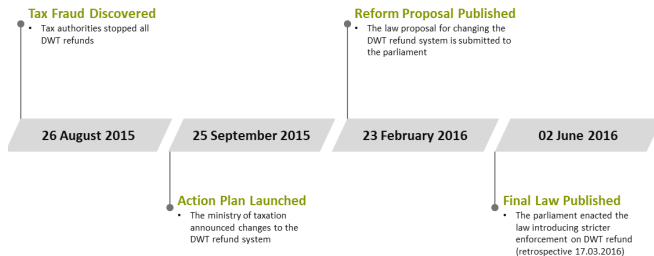 Tax Fraud Discovered
• Tax authorities stopped all
DWT refunds
Reform Proposal Published
• The law proposal for changing the
DWT refund system is submitted to
the parliament
26 August 2015
25 September 2015
23 February 2016
02 June 2016
Action Plan Launched
• The ministry of taxation
announced changes to the
DWT refund system
Final Law Published
• The parliament enacted the
law introducing stricter
enforcement on DWT refund
(retrospective 17.03.2016)